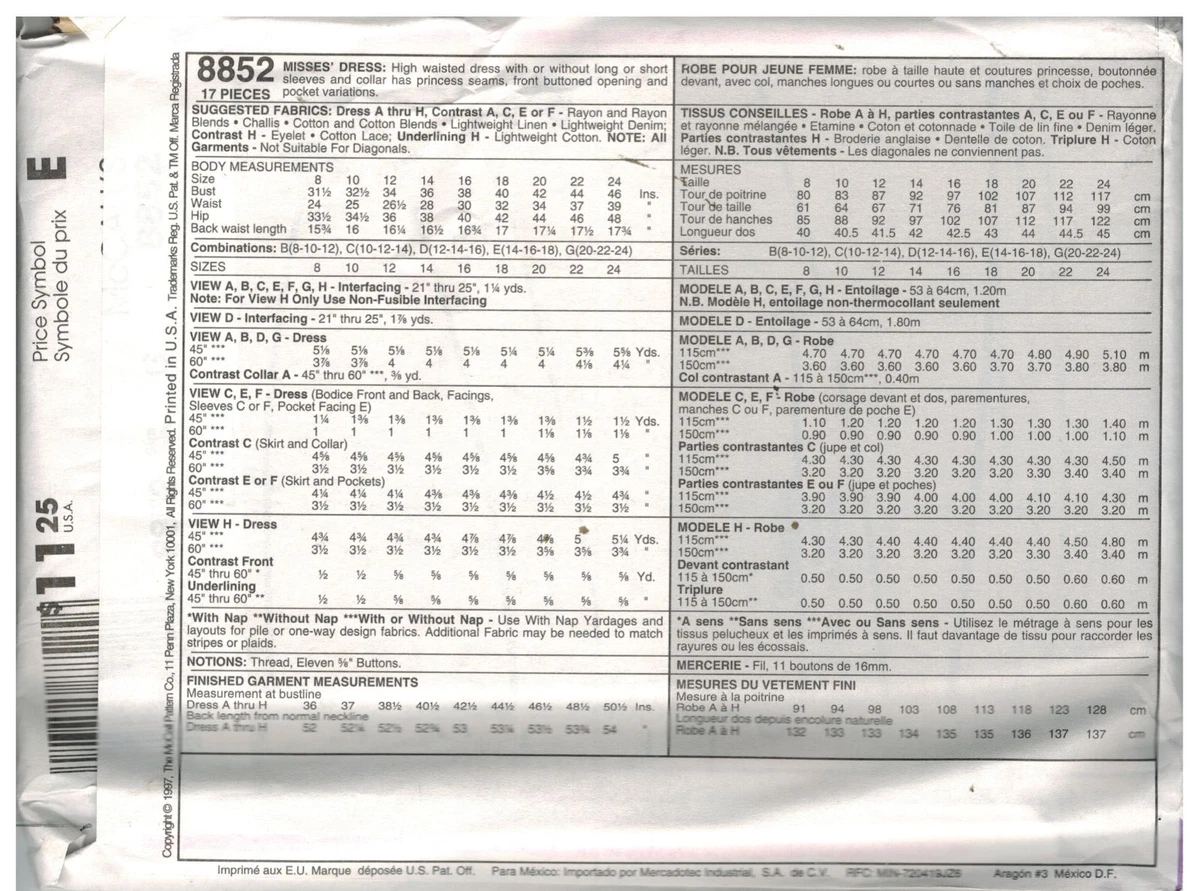 8852 MISSES' DRESS: High waisted dress with or without long or short
17 PIECES sleeves and collar has princess seams, front buttoned opening and
pocket variations.
SUGGESTED FABRICS: Dress A thru H, Contrast A, C, E or F - Rayon and Rayon
Blends • Challis • Cotton and Cotton Blends • Lightweight Linen • Lightweight Denim;
Contrast H - Eyelet • Cotton Lace; Underlining H - Lightweight Cotton. NOTE: All
Garments - Not Suitable For Diagonals.
BODY MEASUREMENTS
Size 8 10 12 14 16 18 20 22 24
Bust 31½ 32½ 34 36 38 40 42 44 46 Ins.
Waist 24 25 26½ 28 30 32 34 37 39 "
Hip 33½ 34½ 36 38 40 42 44 46 48 "
Back waist length 15¾ 16 16¼ 16½ 16¾ 17 17¼ 17½ 17¾ "
Combinations: B(8-10-12), C(10-12-14), D(12-14-16), E(14-16-18), G(20-22-24)
SIZES 8 10 12 14 16 18 20 22 24
VIEW A, B, C, E, F, G, H - Interfacing - 21" thru 25", 1¼ yds.
Note: For View H Only Use Non-Fusible Interfacing
VIEW D - Interfacing - 21" thru 25", 1⅞ yds.
VIEW A, B, D, G - Dress
45" *** 5⅛ 5⅛ 5⅛ 5⅛ 5⅛ 5¼ 5¼ 5⅜ 5⅝ Yds.
60" *** 3⅞ 3⅞ 4 4 4 4 4 4⅛ 4¼ "
Contrast Collar A - 45" thru 60" ***, ⅜ yd.
VIEW C, E, F - Dress (Bodice Front and Back, Facings,
Sleeves C or F, Pocket Facing E)
45" *** 1¼ 1⅜ 1⅜ 1⅜ 1⅜ 1⅜ 1⅜ 1½ 1½ Yds.
60" *** 1 1 1 1 1 1⅛ 1⅛ 1⅛ 1⅛ "
Contrast C (Skirt and Collar)
45" *** 4⅝ 4⅝ 4⅝ 4⅝ 4⅝ 4⅝ 4⅝ 4¾ 5 "
60" *** 3½ 3½ 3½ 3½ 3½ 3½ 3⅝ 3¾ 3¾ "
Contrast E or F (Skirt and Pockets)
45" *** 4¼ 4¼ 4¼ 4⅜ 4⅜ 4⅜ 4½ 4½ 4¾ "
60" *** 3½ 3½ 3½ 3½ 3½ 3½ 3½ 3½ 3½ "
VIEW H - Dress
45" *** 4¾ 4¾ 4¾ 4¾ 4⅞ 4⅞ 5 5¼ Yds.
60" *** 3½ 3½ 3½ 3½ 3½ 3½ 3⅝ 3⅝ 3¾ "
Contrast Front
45" thru 60" * ½ ½ ⅝ ⅝ ⅝ ⅝ ⅝ ⅝ ⅝ Yd.
Underlining
45" thru 60" ** ½ ½ ⅝ ⅝ ⅝ ⅝ ⅝ ⅝ ⅝ "
*With Nap **Without Nap ***With or Without Nap - Use With Nap Yardages and
layouts for pile or one-way design fabrics. Additional Fabric may be needed to match
stripes or plaids.
NOTIONS: Thread, Eleven ⅝" Buttons.
FINISHED GARMENT MEASUREMENTS
Measurement at bustline
Dress A thru H 36 37 38½ 40½ 42½ 44½ 46½ 48½ 50½ Ins.
Back length from normal neckline
Dress A thru H 52 52¼ 52½ 52¾ 53 53¼ 53½ 53¾ 54 "
ROBE POUR JEUNE FEMME: robe à taille haute et coutures princesse, boutonnée
devant, avec col, manches longues ou courtes ou sans manches et choix de poches.
TISSUS CONSEILLES - Robe A à H, parties contrastantes A, C, E ou F - Rayonne
et rayonne mélangée • Etamine • Coton et cotonnade • Toile de lin fine • Denim léger.
Parties contrastantes H - Broderie anglaise • Dentelle de coton. Triplure H - Coton
léger. N.B. Tous vêtements - Les diagonales ne conviennent pas.
MESURES
Taille 8 10 12 14 16 18 20 22 24
Tour de poitrine 80 83 87 92 97 102 107 112 117 cm
Tour de taille 61 64 67 71 76 81 87 94 99 cm
Tour de hanches 85 88 92 97 102 107 112 117 122 cm
Longueur dos 40 40.5 41.5 42 42.5 43 44 44.5 45 cm
Séries: B(8-10-12), C(10-12-14), D(12-14-16), E(14-16-18), G(20-22-24)
TAILLES 8 10 12 14 16 18 20 22 24
MODELE A, B, C, E, F, G, H - Entoilage - 53 à 64cm, 1.20m
N.B. Modèle H, entoilage non-thermocollant seulement
MODELE D - Entoilage - 53 à 64cm, 1.80m
MODELE A, B, D, G - Robe
115cm*** 4.70 4.70 4.70 4.70 4.70 4.70 4.80 4.90 5.10 m
150cm*** 3.60 3.60 3.60 3.60 3.70 3.70 3.70 3.80 3.80 m
Col contrastant A - 115 à 150cm***, 0.40m
MODELE C, E, F - Robe (corsage devant et dos, parementures,
manches C ou F, parementure de poche E)
115cm*** 1.10 1.20 1.20 1.20 1.20 1.30 1.30 1.30 1.40 m
150cm*** 0.90 0.90 0.90 0.90 0.90 1.00 1.00 1.00 1.10 m
Parties contrastantes C (jupe et col)
115cm*** 4.30 4.30 4.30 4.30 4.30 4.30 4.30 4.30 4.50 m
150cm*** 3.20 3.20 3.20 3.20 3.20 3.20 3.30 3.40 3.40 m
Parties contrastantes E ou F (jupe et poches)
115cm*** 3.90 3.90 3.90 4.00 4.00 4.00 4.10 4.10 4.30 m
150cm*** 3.20 3.20 3.20 3.20 3.20 3.20 3.20 3.20 3.20 m
MODELE H - Robe
115cm*** 4.30 4.30 4.40 4.40 4.40 4.40 4.40 4.50 4.80 m
150cm*** 3.20 3.20 3.20 3.20 3.20 3.20 3.30 3.40 3.40 m
Devant contrastant
115 à 150cm* 0.50 0.50 0.50 0.50 0.50 0.50 0.50 0.60 0.60 m
Triplure
115 à 150cm** 0.50 0.50 0.50 0.50 0.50 0.50 0.50 0.60 0.60 m
*A sens **Sans sens ***Avec ou Sans sens - Utilisez le métrage à sens pour les
tissus pelucheux et les imprimés à sens. Il faut davantage de tissu pour raccorder les
rayures ou les écossais.
MERCERIE - Fil, 11 boutons de 16mm.
MESURES DU VETEMENT FINI
Mesure à la poitrine
Robe A à H 91 94 98 103 108 113 118 123 128 cm
Longueur dos depuis encolure naturelle
Robe A à H 132 133 133 134 135 135 136 137 137 cm
Imprimé aux E.U. Marque déposée U.S. Pat. Off. Para México: Importado por Mercadotec Industrial, S.A. de C.V. Aragón #3 México D.F.
Copyright © 1997, The McCall Pattern Co., 11 Penn Plaza, New York 10001, All Rights Reserved. Printed in U.S.A. Trademarks Reg. U.S. Pat. & TM Off. Marca Registrada
Price Symbol E
Symbole du prix
$11 25
U.S.A.